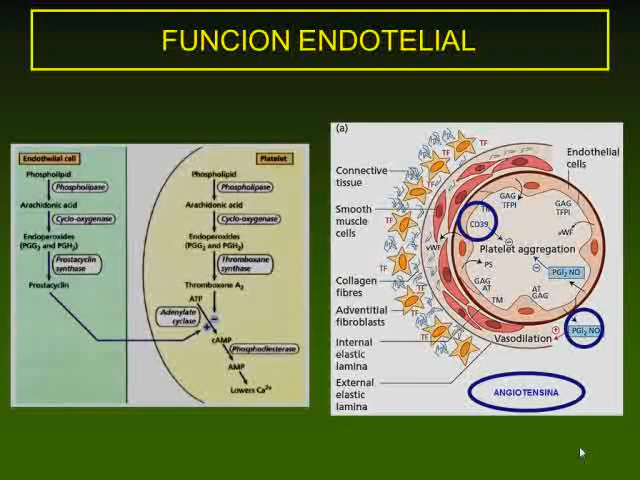 FUNCION ENDOTELIAL
Endothelial cell
Phospholipid
Phospholipase
Arachidonic acid
Cyclo-oxygenase
Endoperoxides
(PGG2 and PGH2)
Prostacyclin
synthase
Prostacyclin
Platelet
Phospholipid
Phospholipase
Arachidonic acid
Cyclo-oxygenase
Endoperoxides
(PGG2 and PGH2)
Thromboxane
synthase
Thromboxane A2
ATP
Adenylate
cyclase
cAMP
Phosphodiesterase
AMP
Lowers Ca2+
(a)
TF
TF
TF
TF
TF
TF
Connective
tissue
Smooth
muscle
cells
Collagen
fibres
Adventitial
fibroblasts
Internal
elastic
lamina
External
elastic
lamina
Endothelial
cells
GAG
TFPI
GAG
TFPI
CD39
vWF
vWF
Platelet aggregation
PS
PGI2 NO
GAG
AT
AT
GAG
TM
Vasodilation
PGI2 NO
ANGIOTENSINA